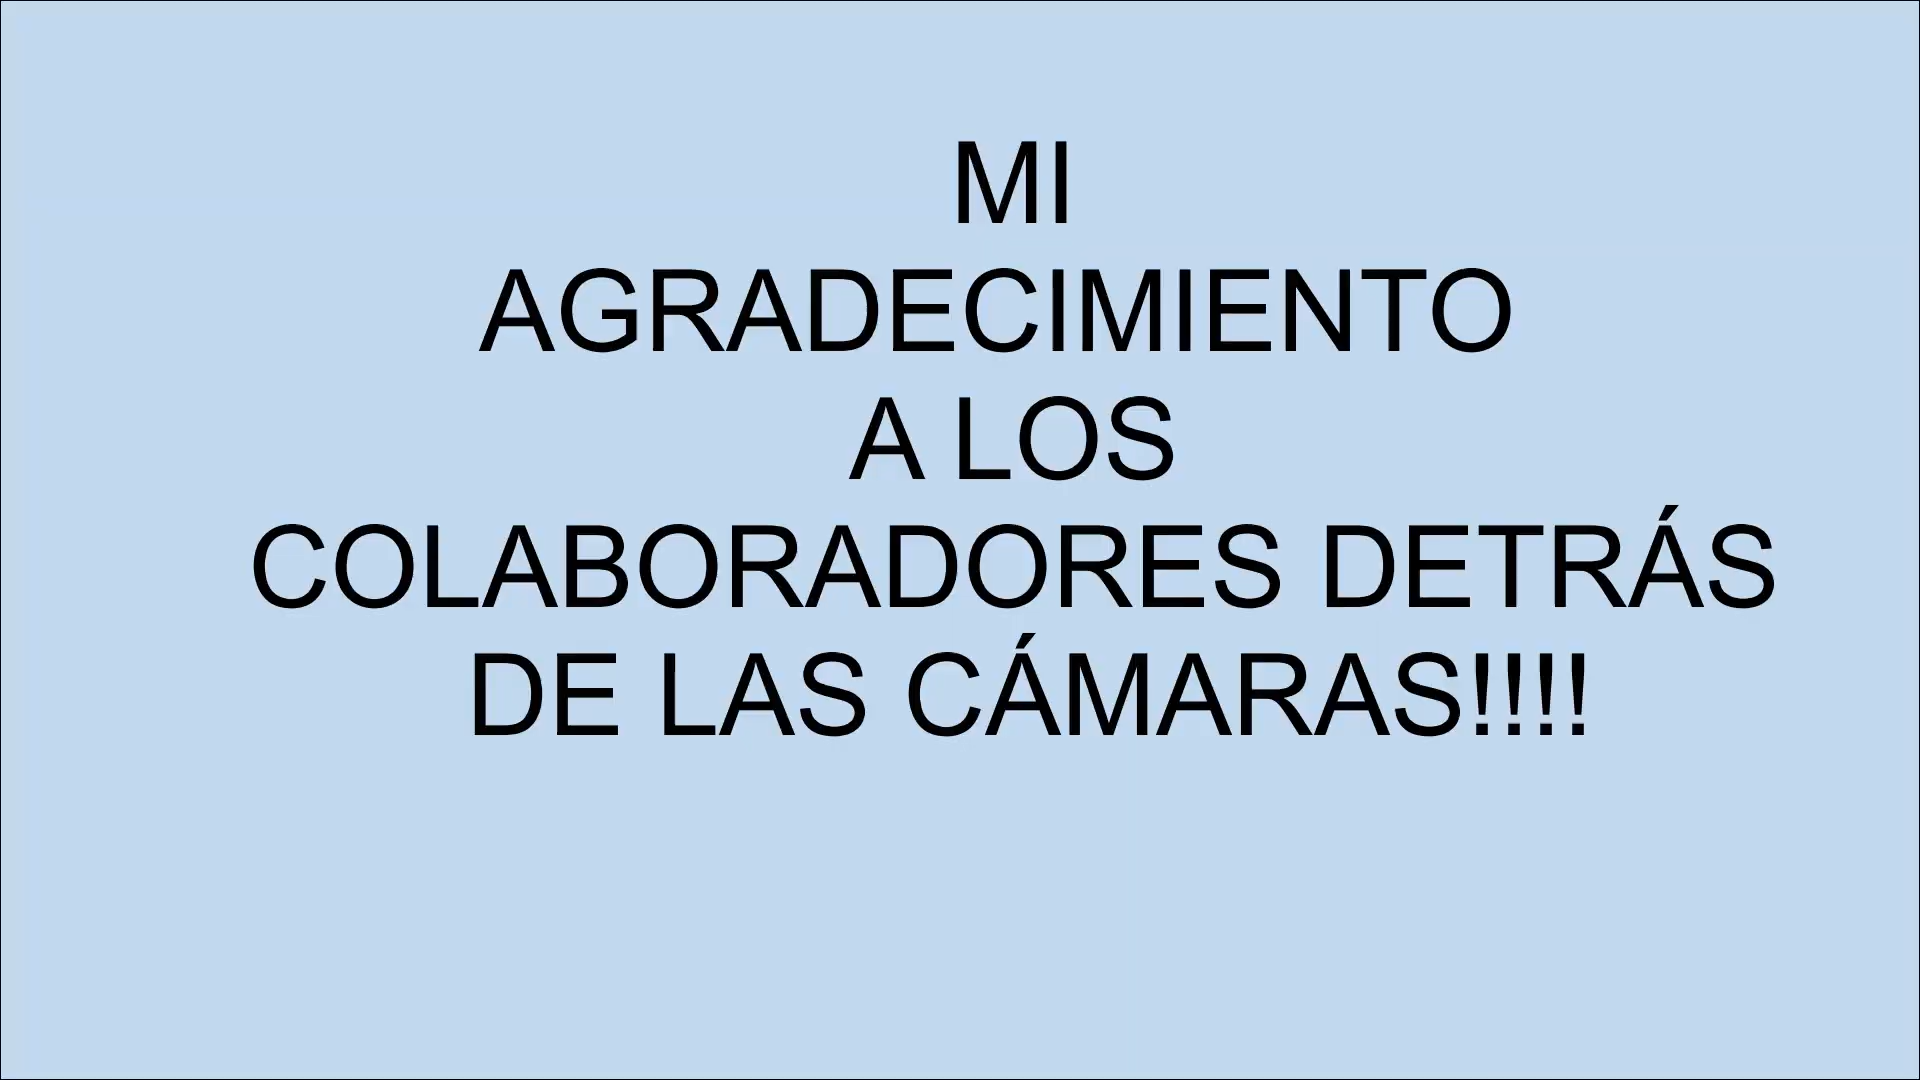 MI
AGRADECIMIENTO
A LOS
COLABORADORES DETRÁS
DE LAS CÁMARAS!!!!